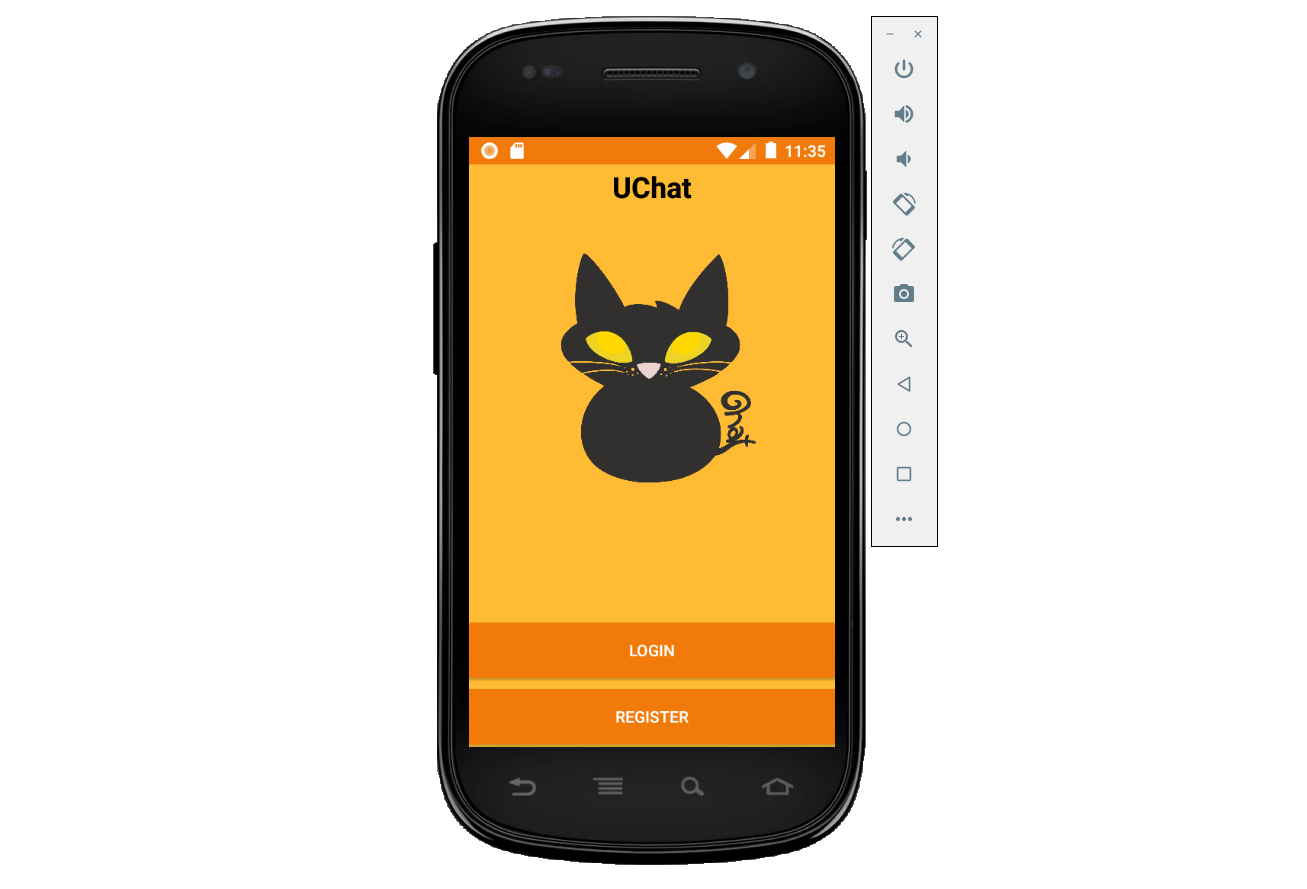 11:35
UChat
Chat
LOGIN
REGISTER